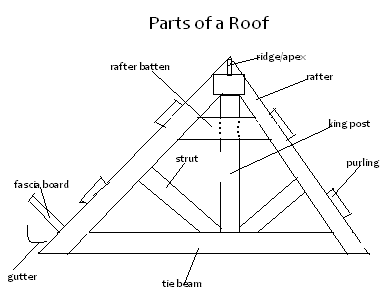 Parts of a Roof
ridge/apex
rafter batten
rafter
king post
strut
purling
fascia board
gutter
tie beam